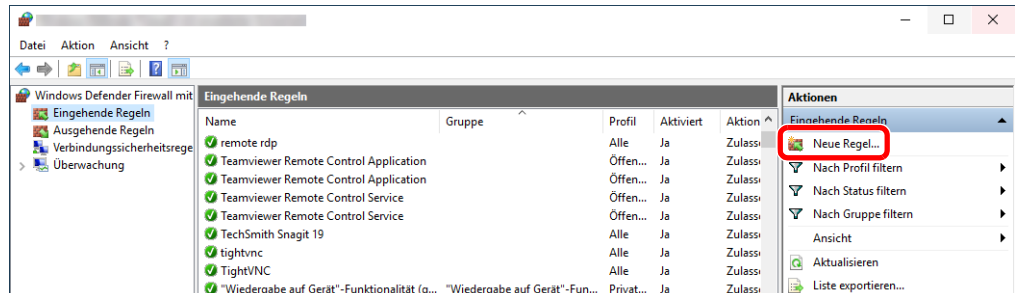 Datei Aktion Ansicht ?
Windows Defender Firewall mit
Eingehende Regeln
Ausgehende Regeln
Verbindungssicherheitsrege
Überwachung
Eingehende Regeln
Name Gruppe Profil Aktiviert Aktion
remote rdp Alle Ja Zulass
Teamviewer Remote Control Application Öffen... Ja Zulass
Teamviewer Remote Control Application Öffen... Ja Zulass
Teamviewer Remote Control Service Öffen... Ja Zulass
Teamviewer Remote Control Service Öffen... Ja Zulass
TechSmith Snagit 19 Alle Ja Zulass
tightvnc Alle Ja Zulass
TightVNC Alle Ja Zulass
"Wiedergabe auf Gerät"-Funktionalität (q... "Wiedergabe auf Gerät"-Fun... Privat... Ja Zulass
Aktionen
Eingehende Regeln
Neue Regel...
Nach Profil filtern
Nach Status filtern
Nach Gruppe filtern
Ansicht
Aktualisieren
Liste exportieren...